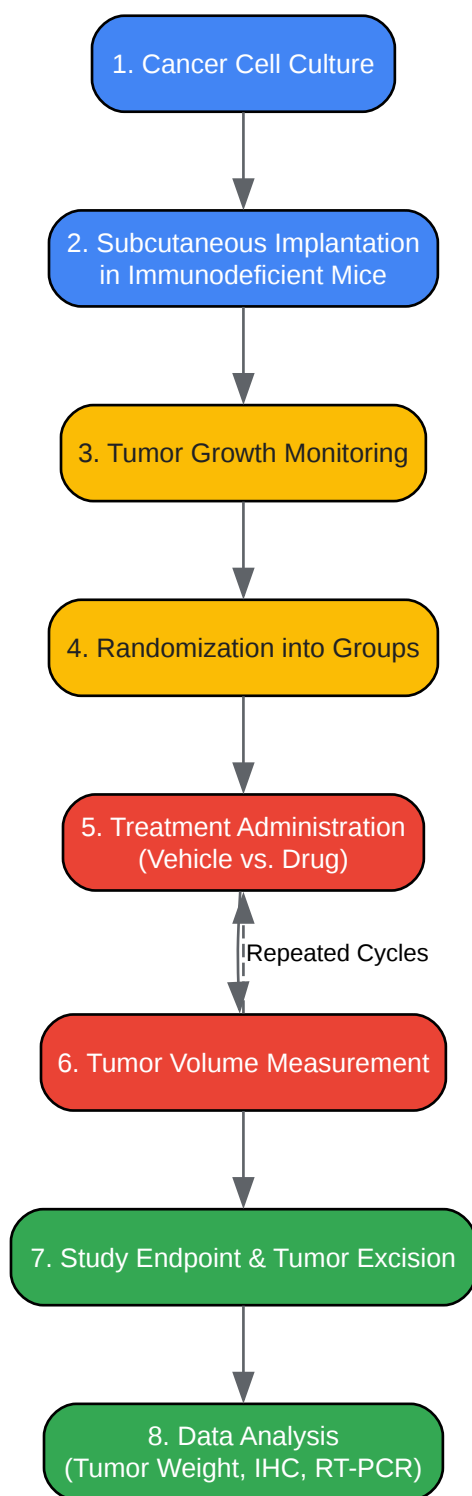 1. Cancer Cell Culture
2. Subcutaneous Implantation
in Immunodeficient Mice
3. Tumor Growth Monitoring
4. Randomization into Groups
5. Treatment Administration
(Vehicle vs. Drug)
Repeated Cycles
6. Tumor Volume Measurement
7. Study Endpoint & Tumor Excision
8. Data Analysis
(Tumor Weight, IHC, RT-PCR)